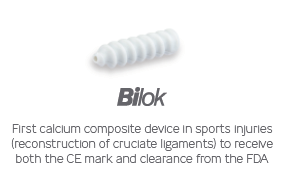 Bilok
First calcium composite device in sports injuries
(reconstruction of cruciate ligaments) to receive
both the CE mark and clearance from the FDA